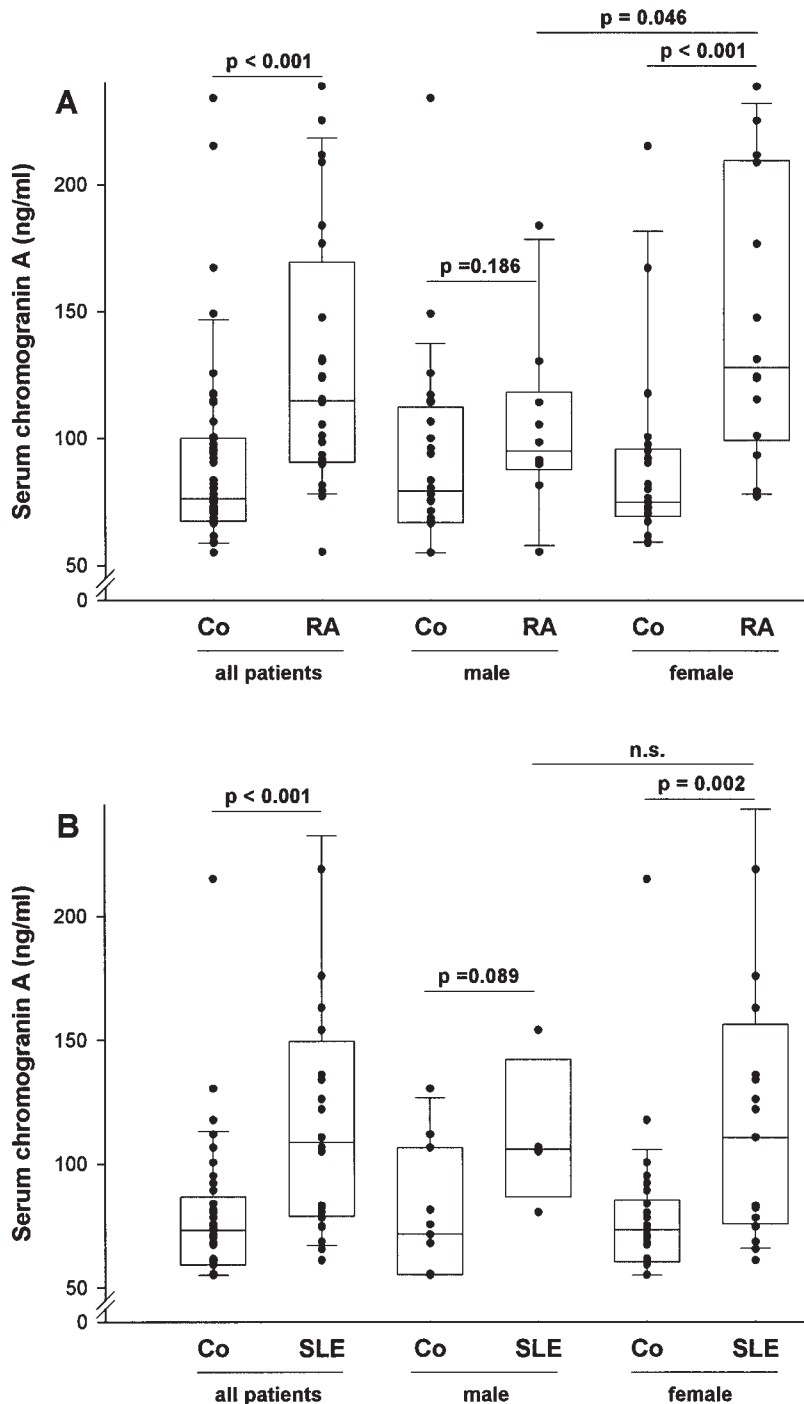 p = 0.046
p < 0.001
p < 0.001
A
200
p =0.186
150
Serum chromogranin A (ng/ml)
100
50
0
Co RA Co RA Co RA
all patients male female
n.s.
p < 0.001
p = 0.002
B
200
p =0.089
150
Serum chromogranin A (ng/ml)
100
50
0
Co SLE Co SLE Co SLE
all patients male female